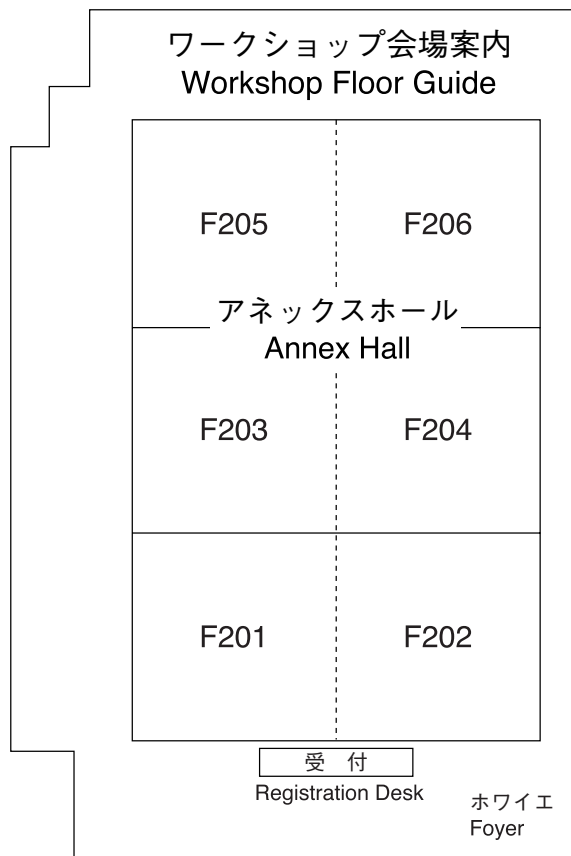 ワークショップ会場案内
Workshop Floor Guide
F205
F206
アネックスホール
Annex Hall
F203
F204
F201
F202
受　付
Registration Desk
ホワイエ
Foyer